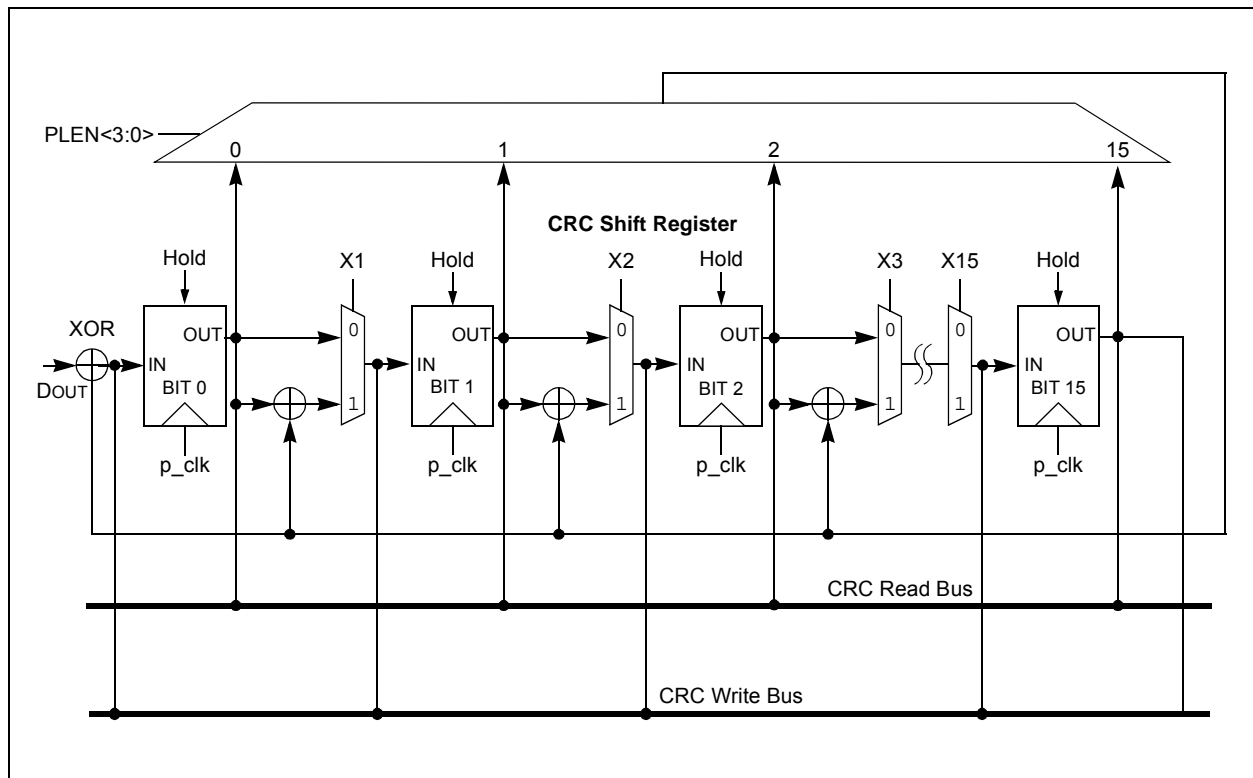 PLEN<3:0>
0 1 2 15
CRC Shift Register
Hold X1 Hold X2 Hold X3 X15 Hold
XOR
OUT 0 OUT 0 OUT 0 0 OUT
IN IN IN IN
DOUT
BIT 0 1 BIT 1 1 BIT 2 1 1 BIT 15
p_clk p_clk p_clk p_clk
CRC Read Bus
CRC Write Bus